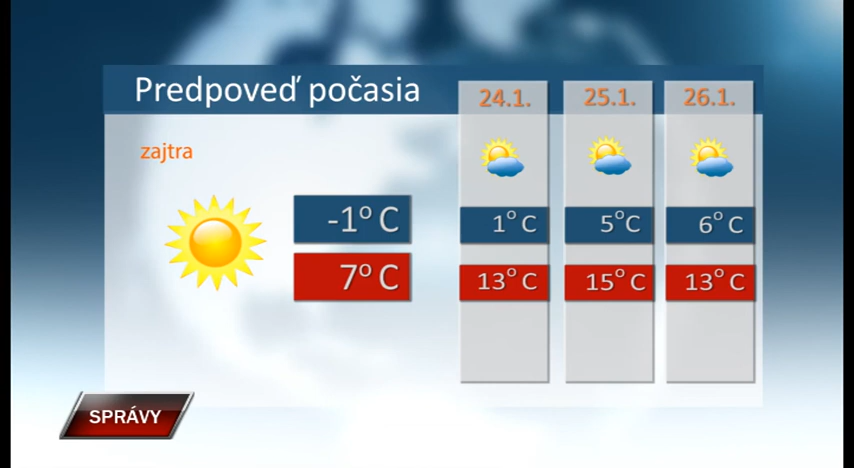 Predpoveď počasia
zajtra
-1° C
7° C
24.1.
1° C
13° C
25.1.
5°C
15° C
26.1.
6° C
13° C
SPRÁVY